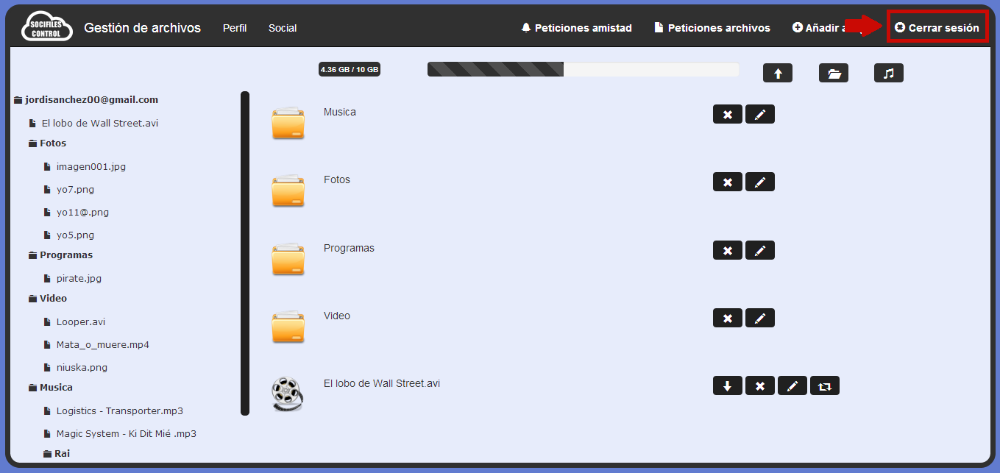 SOCIFILES
CONTROL
Gestión de archivos
Perfil
Social
Peticiones amistad
Peticiones archivos
Añadir
Cerrar sesión
4.36 GB / 10 GB
jordisanchez00@gmail.com
El lobo de Wall Street.avi
Fotos
imagen001.jpg
yo7.png
yo11@.png
yo5.png
Programas
pirate.jpg
Video
Looper.avi
Mata_o_muere.mp4
niuska.png
Musica
Logistics - Transporter.mp3
Magic System - Ki Dit Mié .mp3
Rai
Musica
Fotos
Programas
Video
El lobo de Wall Street.avi